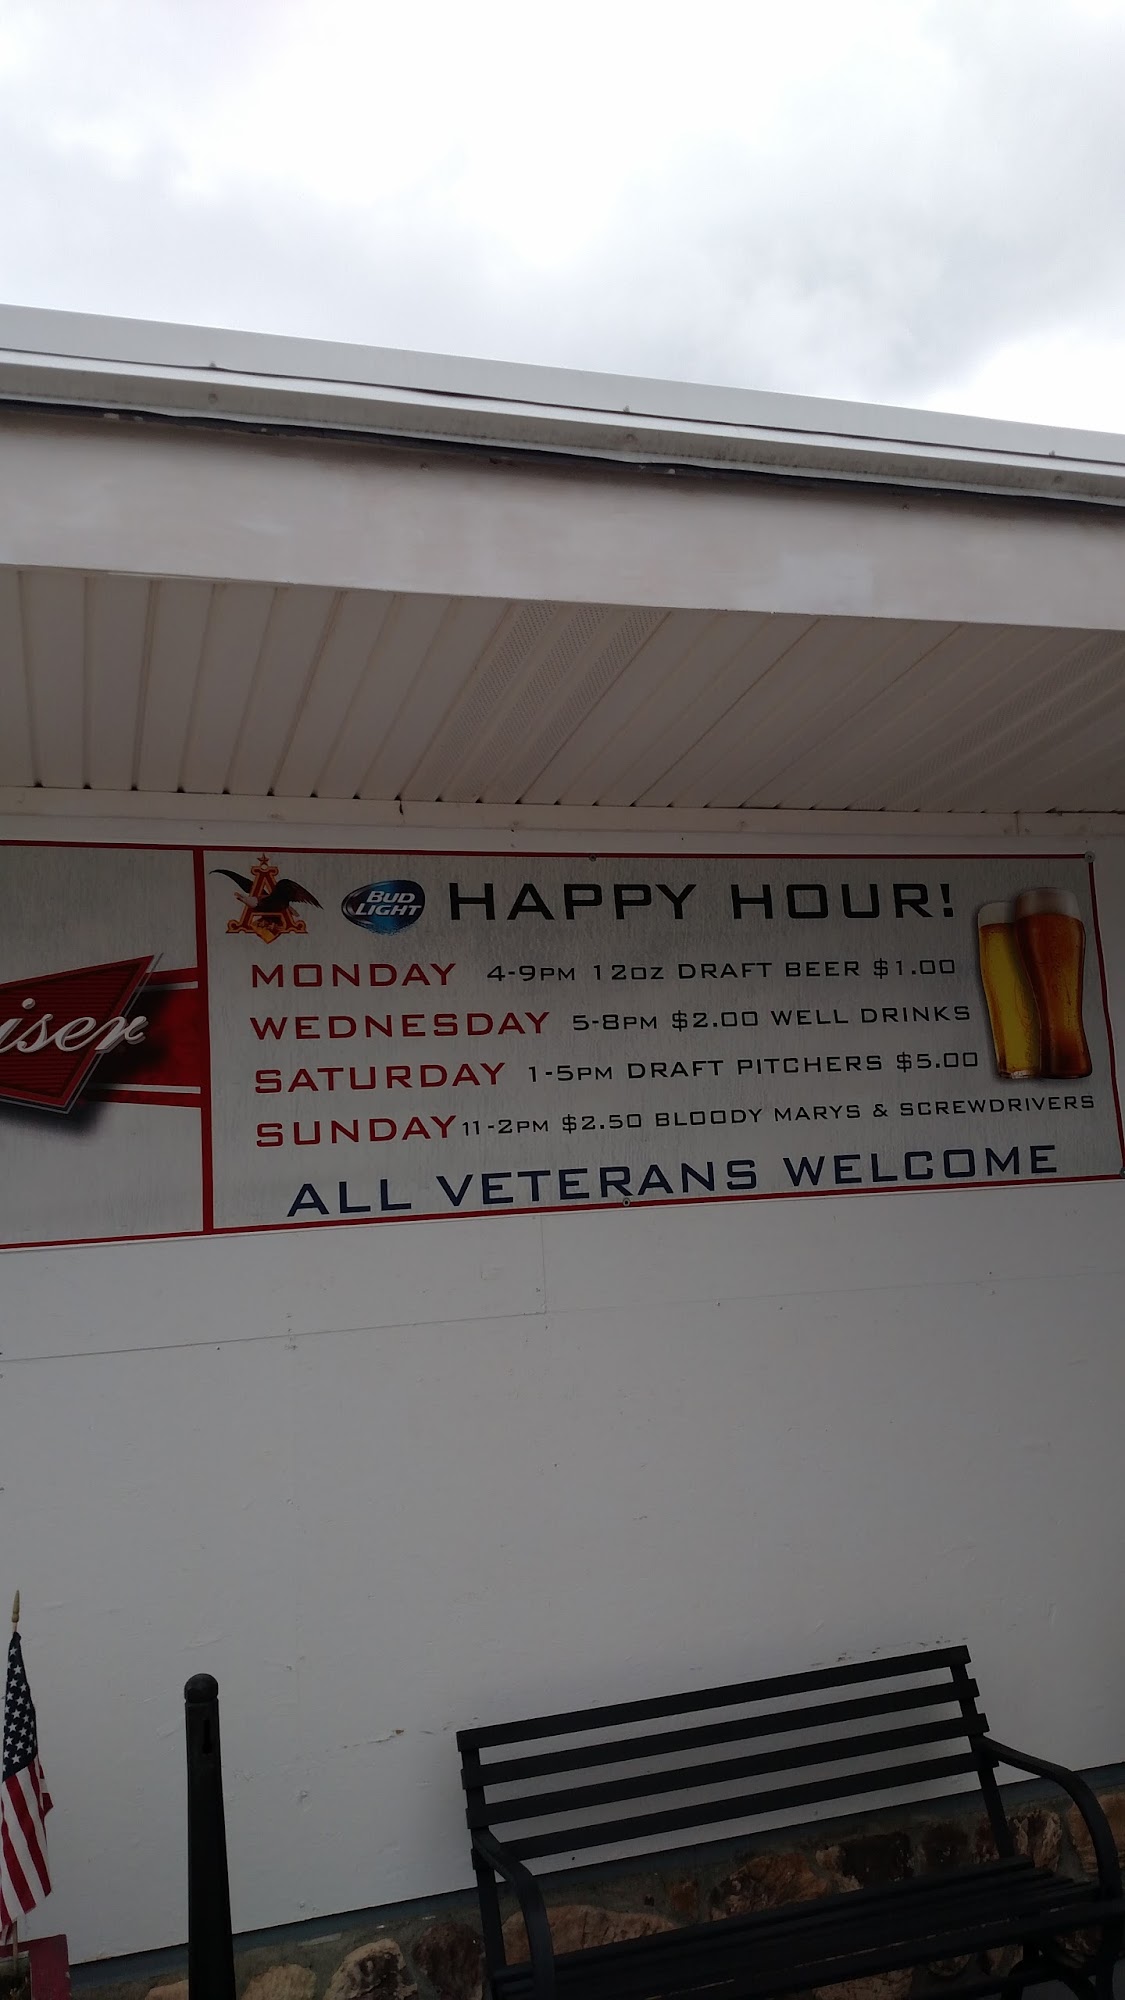 BUD LIGHT
HAPPY HOUR!
MONDAY 4-9PM 12OZ DRAFT BEER $1.00
WEDNESDAY 5-8PM $2.00 WELL DRINKS
SATURDAY 1-5PM DRAFT PITCHERS $5.00
SUNDAY 11-2PM $2.50 BLOODY MARYS & SCREWDRIVERS
ALL VETERANS WELCOME
iser